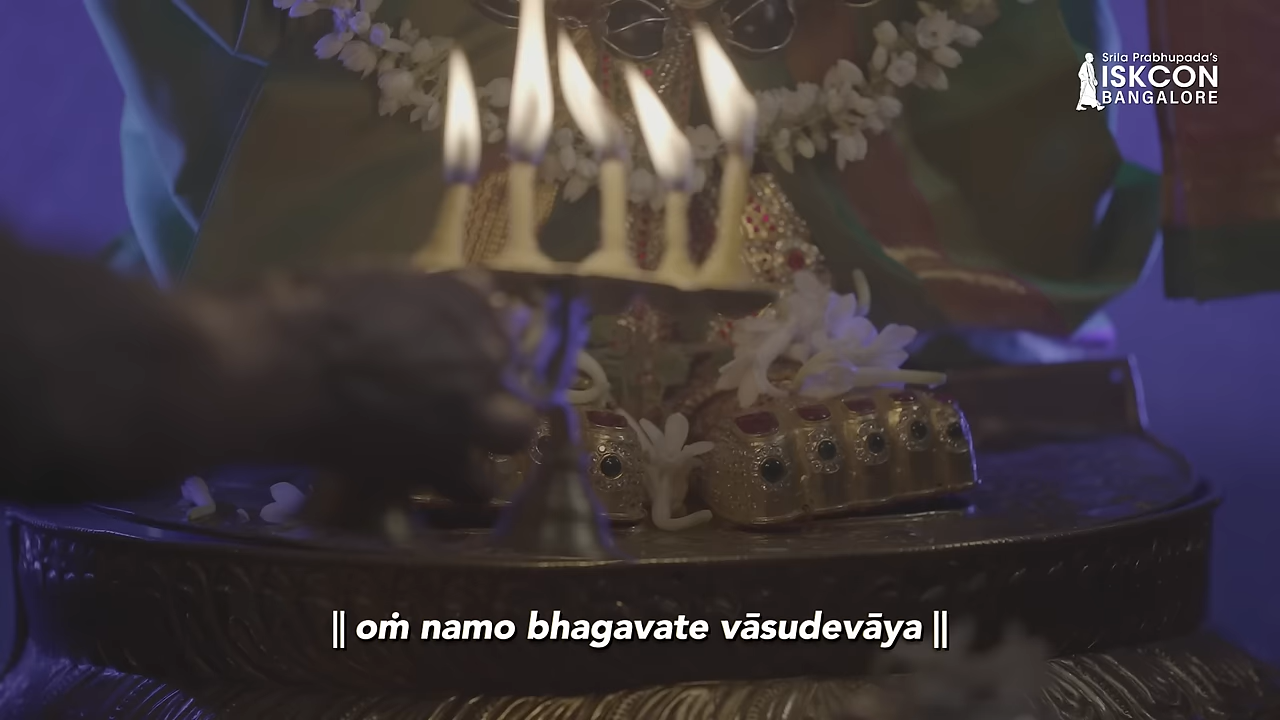 Srila Prabhupada's
ISKCON
BANGALORE
|| oṁ namo bhagavate vāsudevāya ||